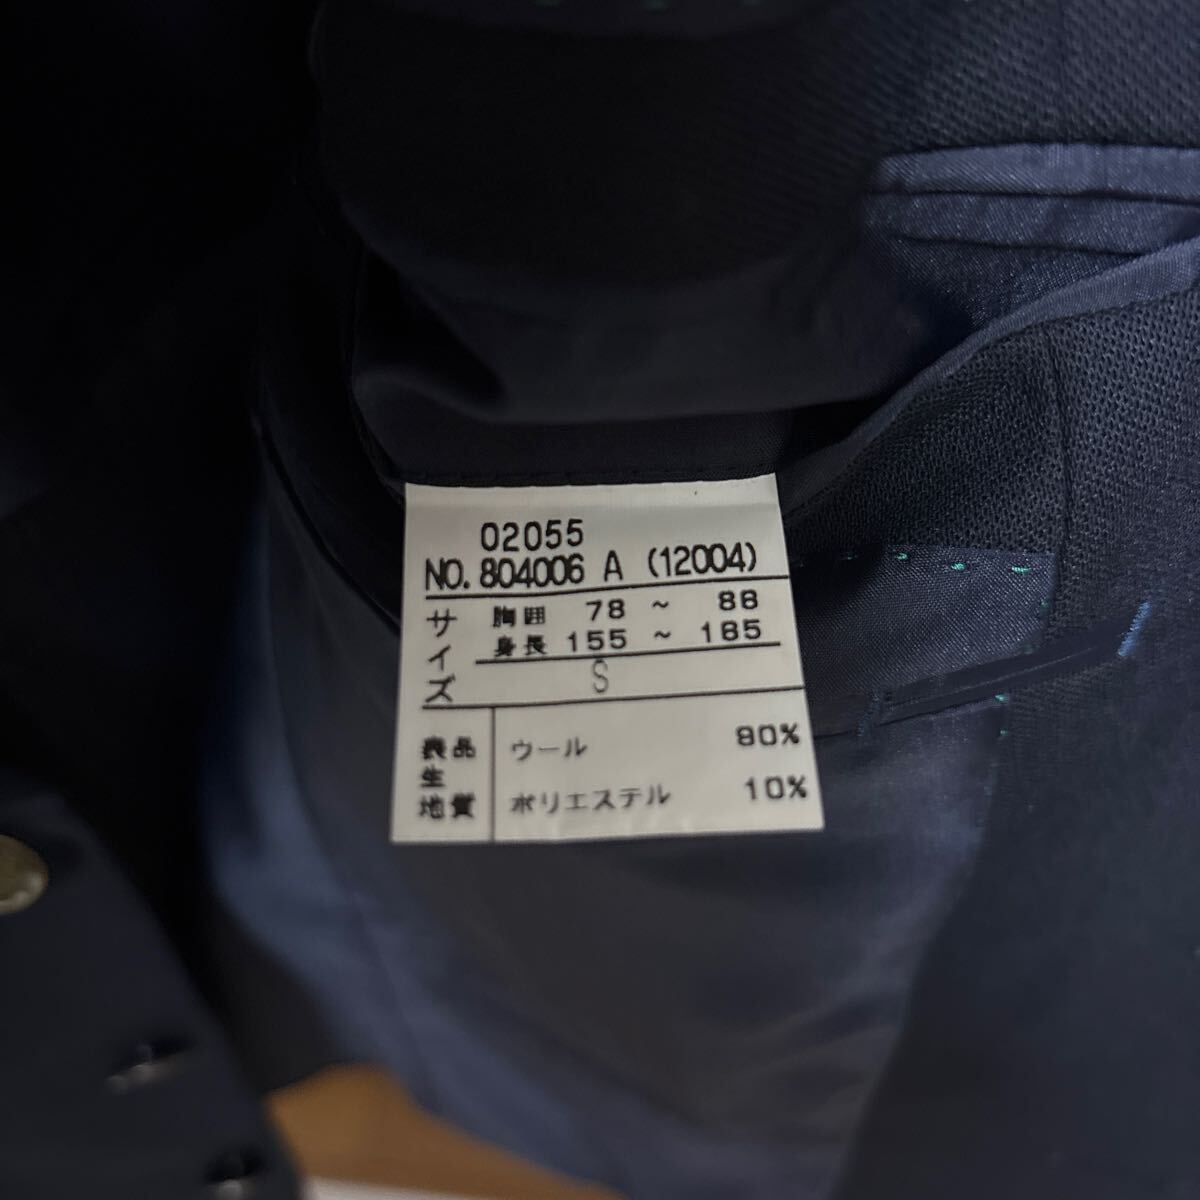 02055
NO. 804006 A (12004)
サイズ
胸囲 78 ~ 88
身長 155 ~ 185
S
表生地 品質
ウール 90%
ポリエステル 10%